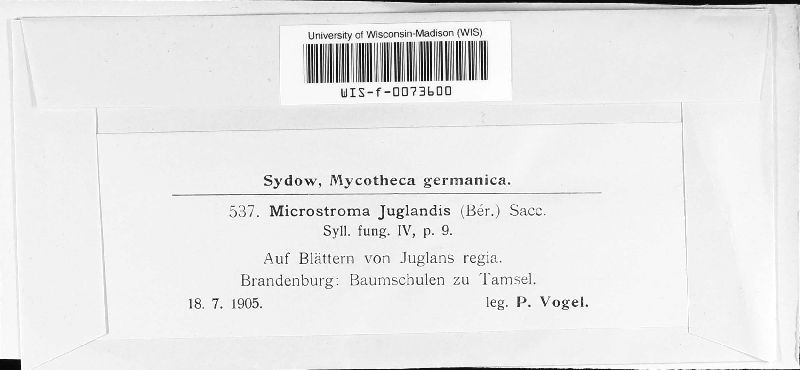 University of Wisconsin-Madison (WIS)
WIS-f-0073600
Sydow, Mycotheca germanica.
537. Microstroma Juglandis (Bér.) Sacc.
Syll. fung. IV, p. 9.
Auf Blättern von Juglans regia.
Brandenburg: Baumschulen zu Tamsel.
18. 7. 1905. leg. P. Vogel.